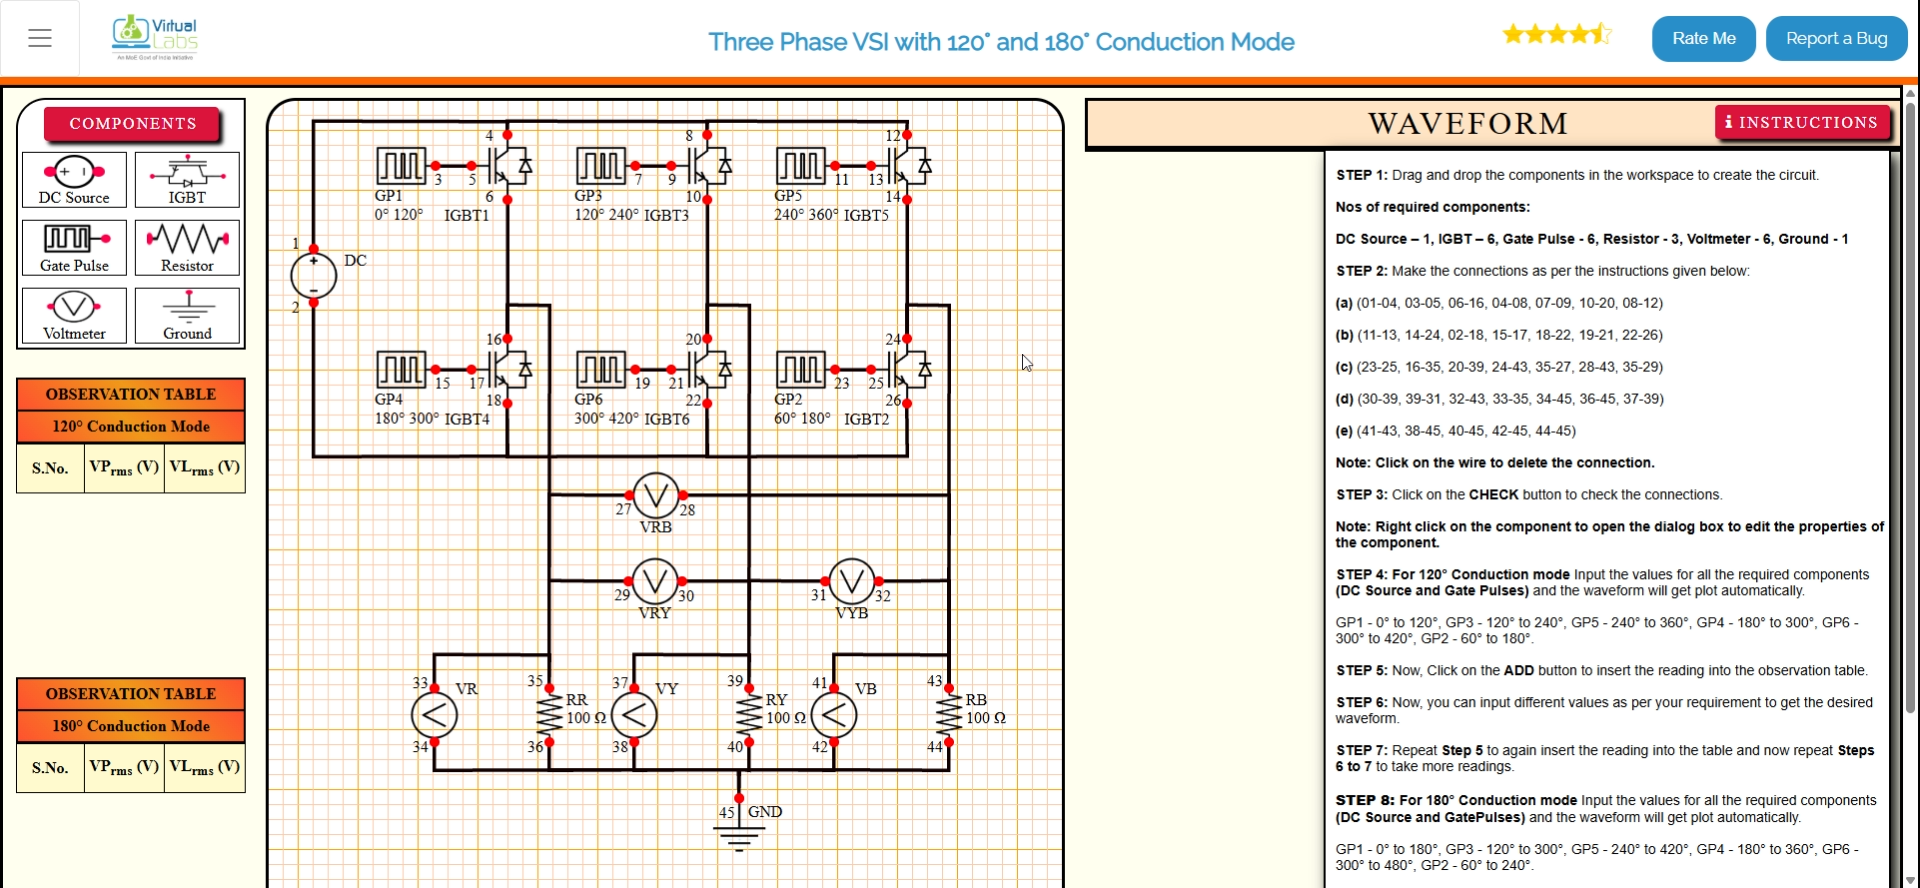 Virtual
Labs
An MoE Govt of India Initiative
Three Phase VSI with 120° and 180° Conduction Mode
Rate Me
Report a Bug
COMPONENTS
DC Source
IGBT
Gate Pulse
Resistor
V
Voltmeter
Ground
OBSERVATION TABLE
120° Conduction Mode
S.No.
VPrms (V)
VLrms (V)
OBSERVATION TABLE
180° Conduction Mode
S.No.
VPrms (V)
VLrms (V)
4
8
12
3
5
7
9
11
13
GP1
6
GP3
10
GP5
14
0° 120°
IGBT1
120° 240° IGBT3
240° 360° IGBT5
1
+
DC
-
2
16
20
24
15
17
19
21
23
25
GP4
18
GP6
22
GP2
26
180° 300° IGBT4
300° 420° IGBT6
60° 180°
IGBT2
V
27
28
VRB
V
V
29
30
31
32
VRY
VYB
33
VR
35
37
VY
39
41
VB
43
RR
100 Ω
RY
100 Ω
RB
100 Ω
V
V
V
34
36
38
40
42
44
45
GND
WAVEFORM
i INSTRUCTIONS
STEP 1: Drag and drop the components in the workspace to create the circuit.
Nos of required components:
DC Source – 1, IGBT – 6, Gate Pulse - 6, Resistor - 3, Voltmeter - 6, Ground - 1
STEP 2: Make the connections as per the instructions given below:
(a) (01-04, 03-05, 06-16, 04-08, 07-09, 10-20, 08-12)
(b) (11-13, 14-24, 02-18, 15-17, 18-22, 19-21, 22-26)
(c) (23-25, 16-35, 20-39, 24-43, 35-27, 28-43, 35-29)
(d) (30-39, 39-31, 32-43, 33-35, 34-45, 36-45, 37-39)
(e) (41-43, 38-45, 40-45, 42-45, 44-45)
Note: Click on the wire to delete the connection.
STEP 3: Click on the CHECK button to check the connections.
Note: Right click on the component to open the dialog box to edit the properties of
the component.
STEP 4: For 120° Conduction mode Input the values for all the required components
(DC Source and Gate Pulses) and the waveform will get plot automatically.
GP1 - 0° to 120°, GP3 - 120° to 240°, GP5 - 240° to 360°, GP4 - 180° to 300°, GP6 -
300° to 420°, GP2 - 60° to 180°.
STEP 5: Now, Click on the ADD button to insert the reading into the observation table.
STEP 6: Now, you can input different values as per your requirement to get the desired
waveform.
STEP 7: Repeat Step 5 to again insert the reading into the table and now repeat Steps
6 to 7 to take more readings.
STEP 8: For 180° Conduction mode Input the values for all the required components
(DC Source and GatePulses) and the waveform will get plot automatically.
GP1 - 0° to 180°, GP3 - 120° to 300°, GP5 - 240° to 420°, GP4 - 180° to 360°, GP6 -
300° to 480°, GP2 - 60° to 240°.